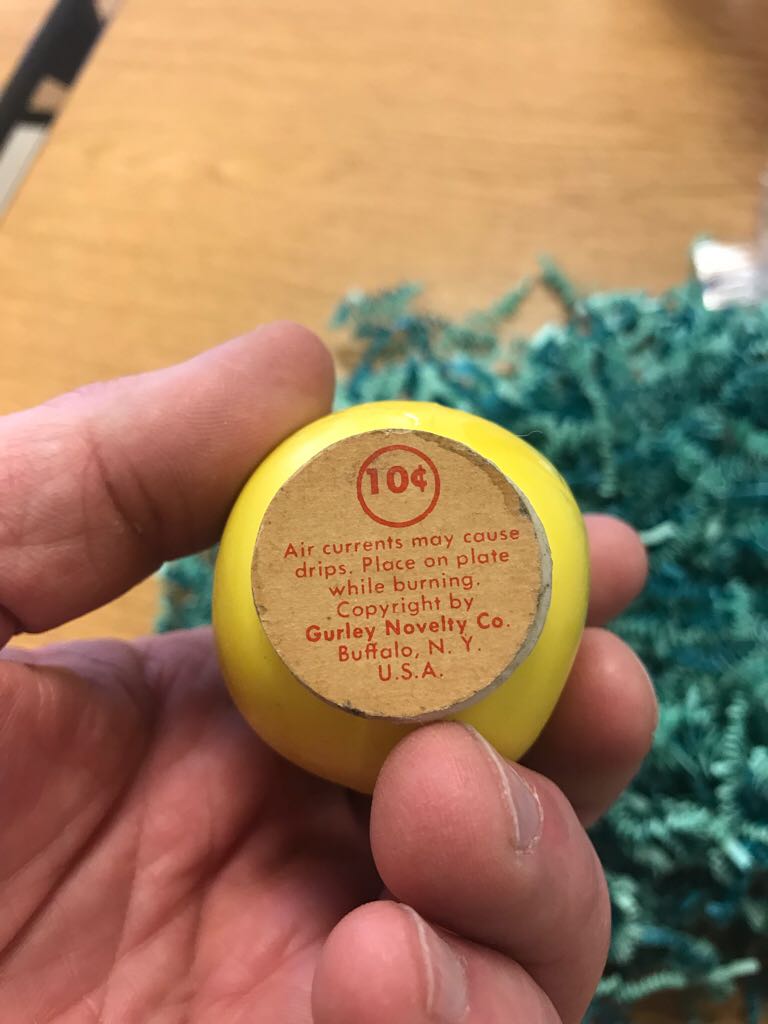 10¢
Air currents may cause
drips. Place on plate
while burning.
Copyright by
Gurley Novelty Co.
Buffalo, N. Y.
U.S.A.